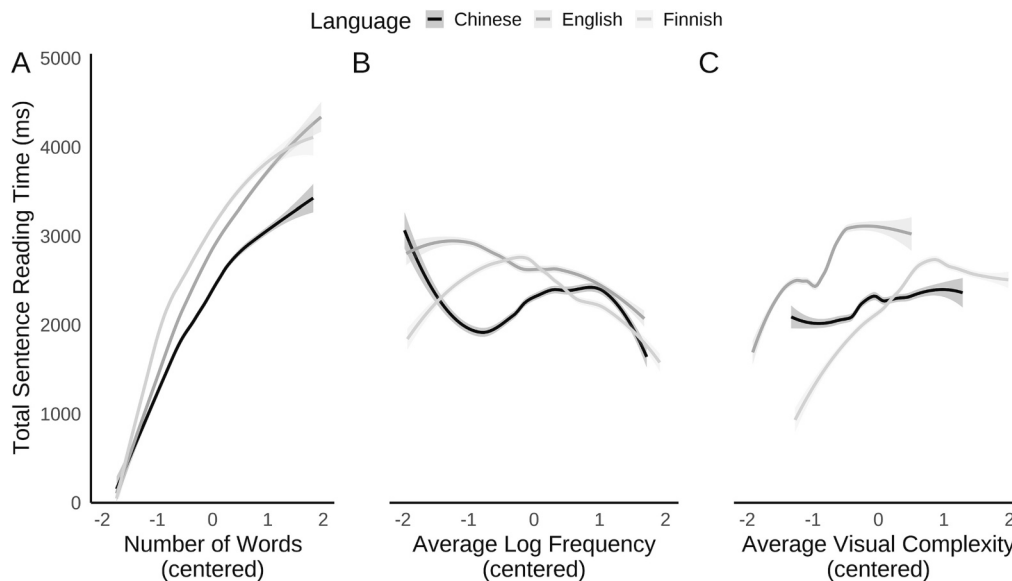 Language Chinese English Finnish
A B C
Total Sentence Reading Time (ms)
5000
4000
3000
2000
1000
0
-2 -1 0 1 2 -2 -1 0 1 2 -2 -1 0 1 2
Number of Words Average Log Frequency Average Visual Complexity
(centered) (centered) (centered)